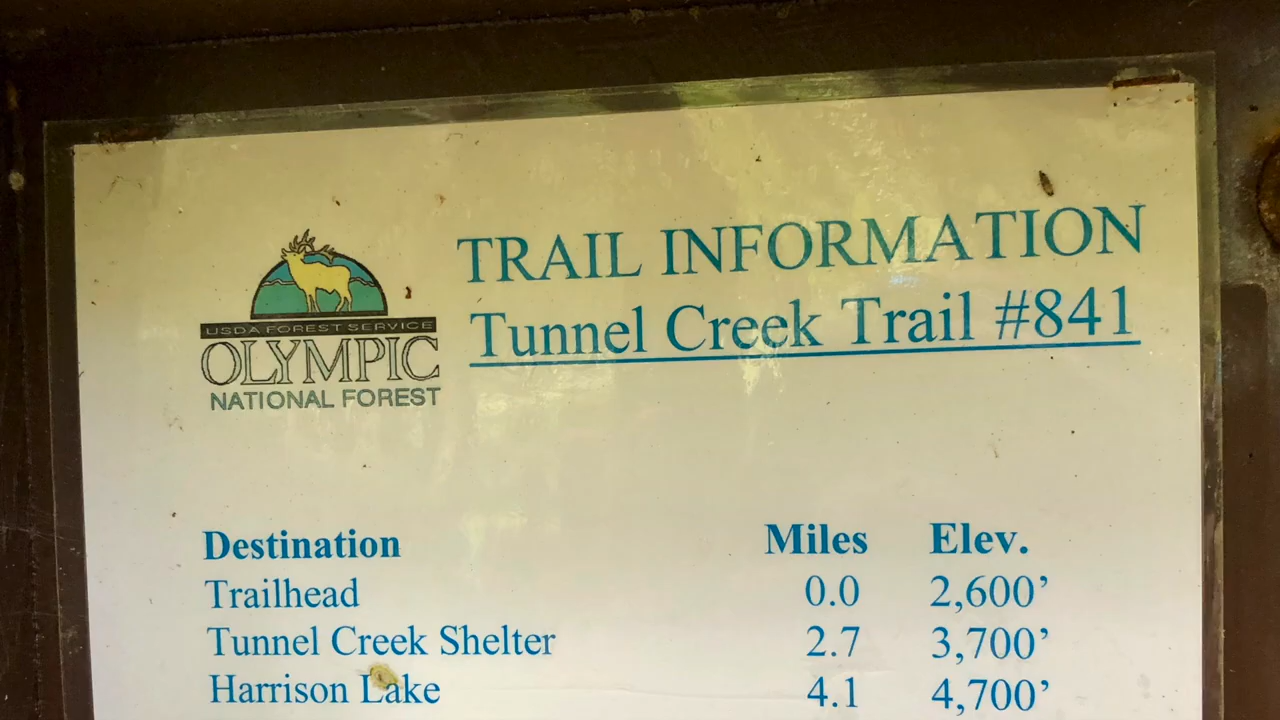 TRAIL INFORMATION
Tunnel Creek Trail #841
USDA FOREST SERVICE
OLYMPIC
NATIONAL FOREST
Destination Miles Elev.
Trailhead 0.0 2,600’
Tunnel Creek Shelter 2.7 3,700’
Harrison Lake 4.1 4,700’